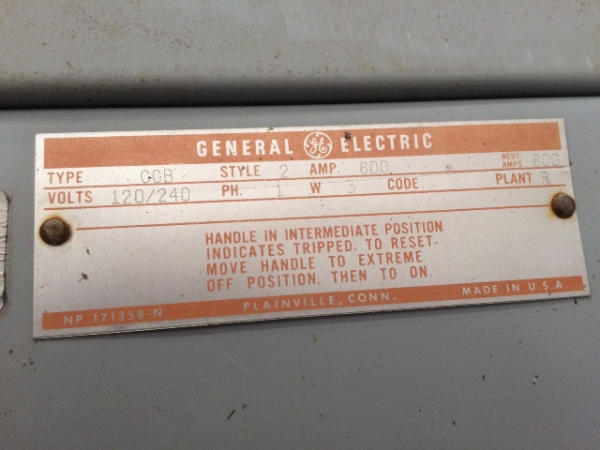 GENERAL GE ELECTRIC
TYPE CCB STYLE 2 AMP. 600 NEUT. AMPS 800
VOLTS 120/240 PH. 1 W 3 CODE PLANT R
HANDLE IN INTERMEDIATE POSITION
INDICATES TRIPPED. TO RESET-
MOVE HANDLE TO EXTREME
OFF POSITION, THEN TO ON.
NP 171358-N PLAINVILLE, CONN. MADE IN U.S.A.